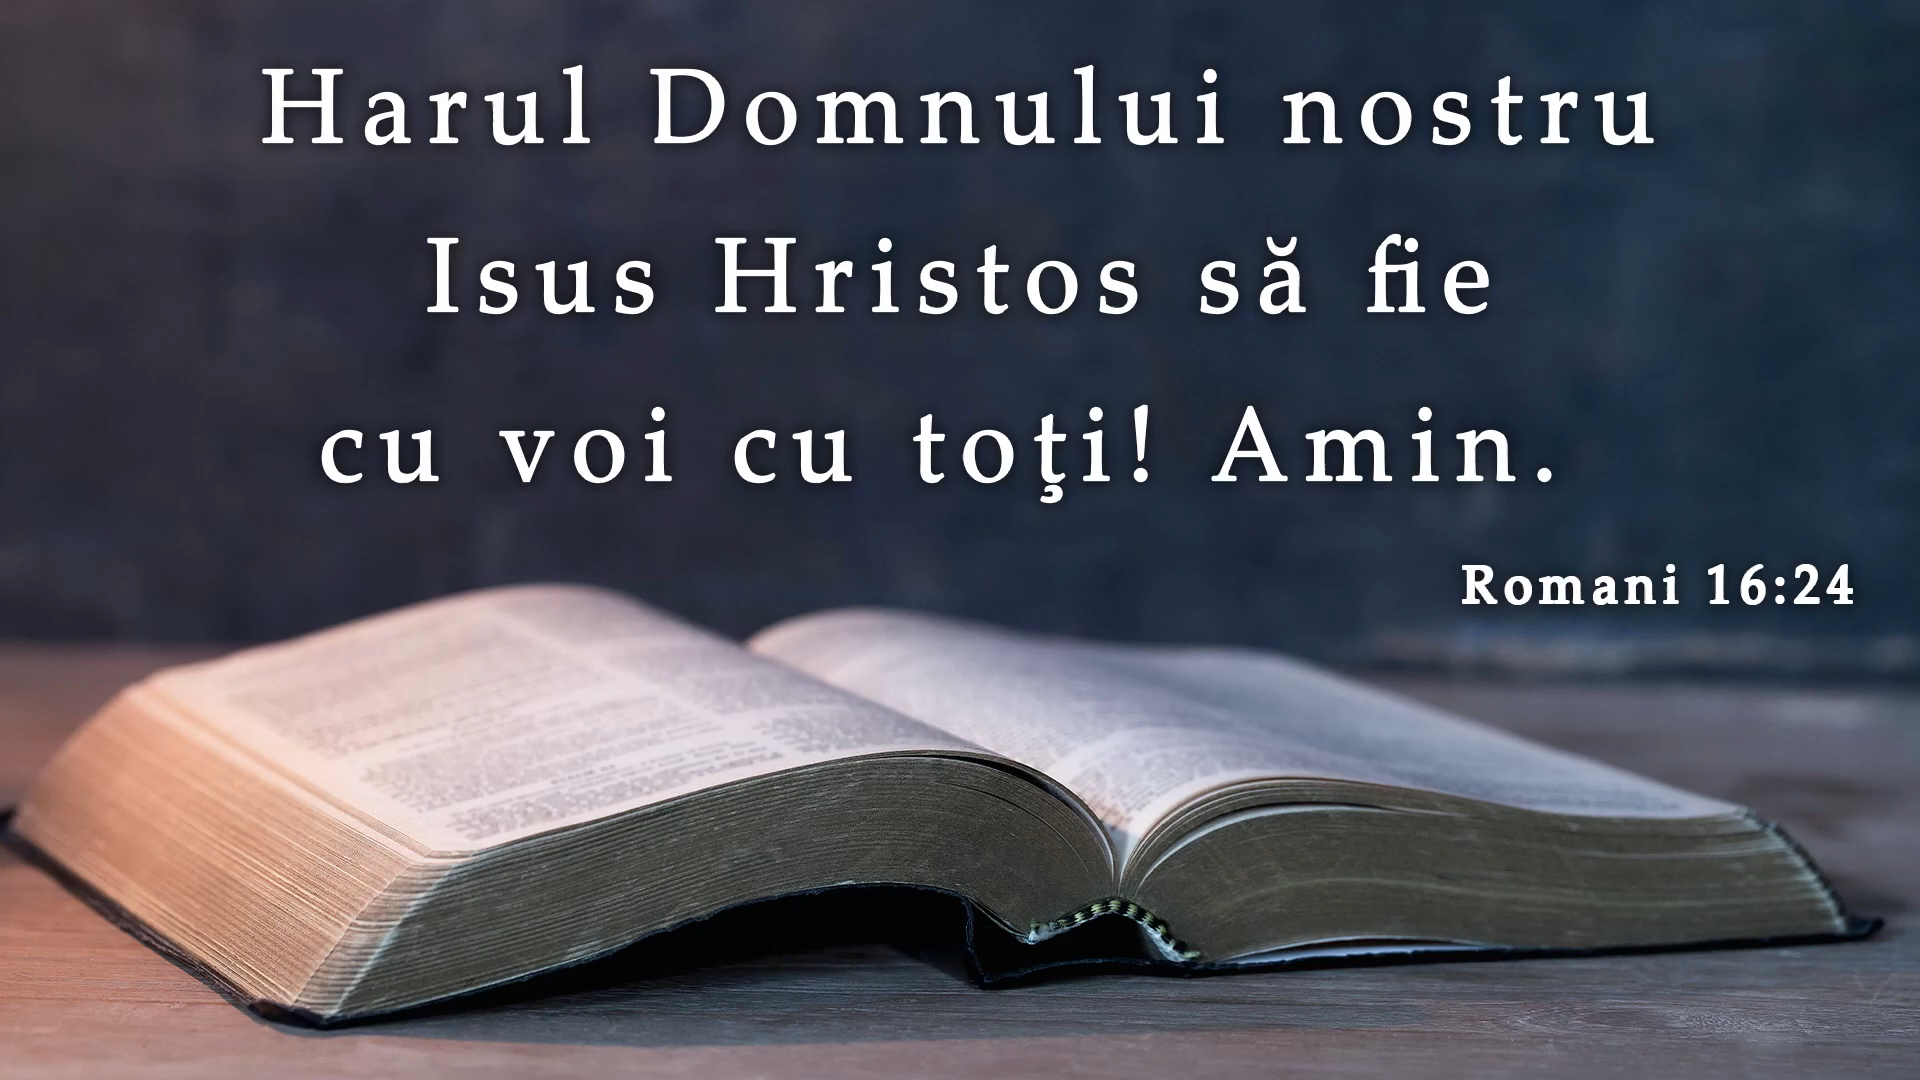 Harul Domnului nostru
Isus Hristos să fie
cu voi cu toţi! Amin.
Romani 16:24